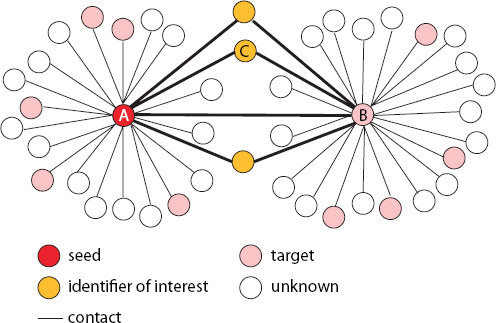 C
A
B
seed
target
identifier of interest
unknown
contact